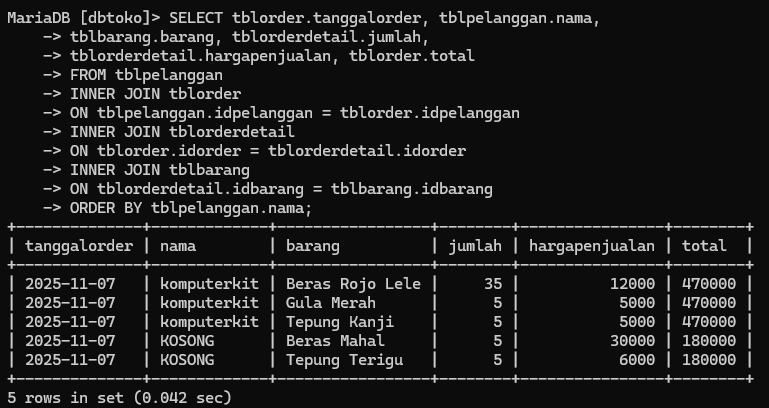 MariaDB [dbtoko]> SELECT tblorder.tanggalorder, tblpelanggan.nama,
    -> tblbarang.barang, tblorderdetail.jumlah,
    -> tblorderdetail.hargapenjualan, tblorder.total
    -> FROM tblpelanggan
    -> INNER JOIN tblorder
    -> ON tblpelanggan.idpelanggan = tblorder.idpelanggan
    -> INNER JOIN tblorderdetail
    -> ON tblorder.idorder = tblorderdetail.idorder
    -> INNER JOIN tblbarang
    -> ON tblorderdetail.idbarang = tblbarang.idbarang
    -> ORDER BY tblpelanggan.nama;
+--------------+-------------+-----------------+--------+----------------+--------+
| tanggalorder | nama        | barang          | jumlah | hargapenjualan | total  |
+--------------+-------------+-----------------+--------+----------------+--------+
| 2025-11-07   | komputerkit | Beras Rojo Lele |     35 |          12000 | 470000 |
| 2025-11-07   | komputerkit | Gula Merah      |      5 |           5000 | 470000 |
| 2025-11-07   | komputerkit | Tepung Kanji    |      5 |           5000 | 470000 |
| 2025-11-07   | KOSONG      | Beras Mahal     |      5 |          30000 | 180000 |
| 2025-11-07   | KOSONG      | Tepung Terigu   |      5 |           6000 | 180000 |
+--------------+-------------+-----------------+--------+----------------+--------+
5 rows in set (0.042 sec)